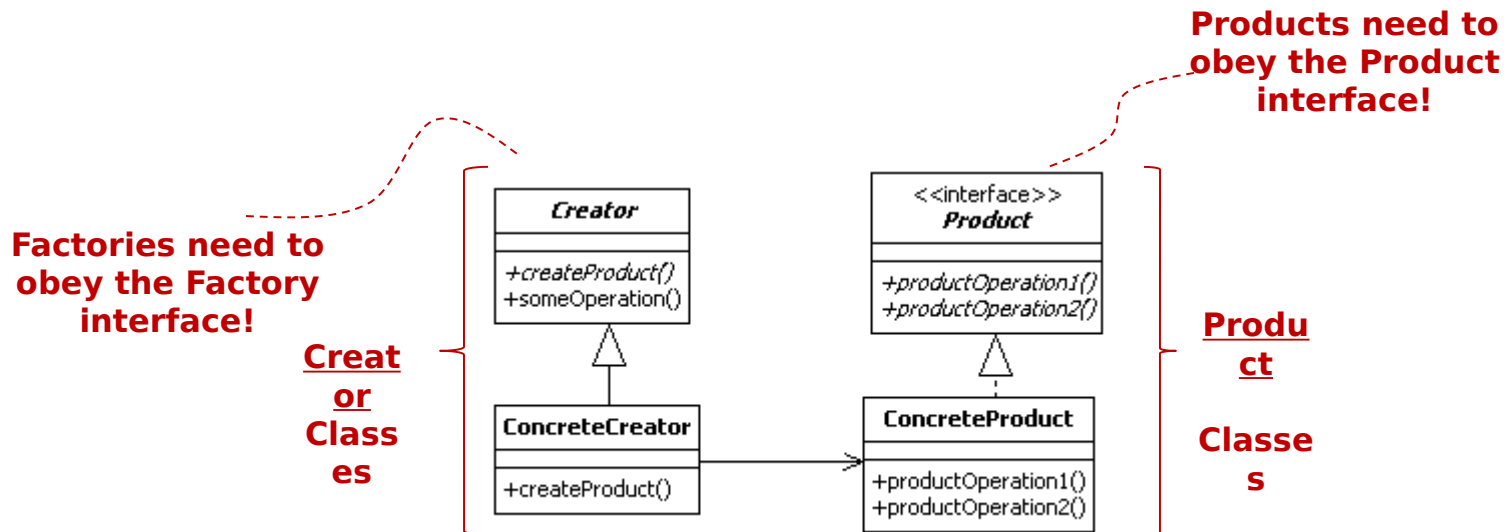 Products need to
obey the Product
interface!
Factories need to
obey the Factory
interface!
Creat
or
Class
es
Creator
+createProduct()
+someOperation()
ConcreteCreator
+createProduct()
<<interface>>
Product
+productOperation1()
+productOperation2()
ConcreteProduct
+productOperation1()
+productOperation2()
Produ
ct
Classe
s